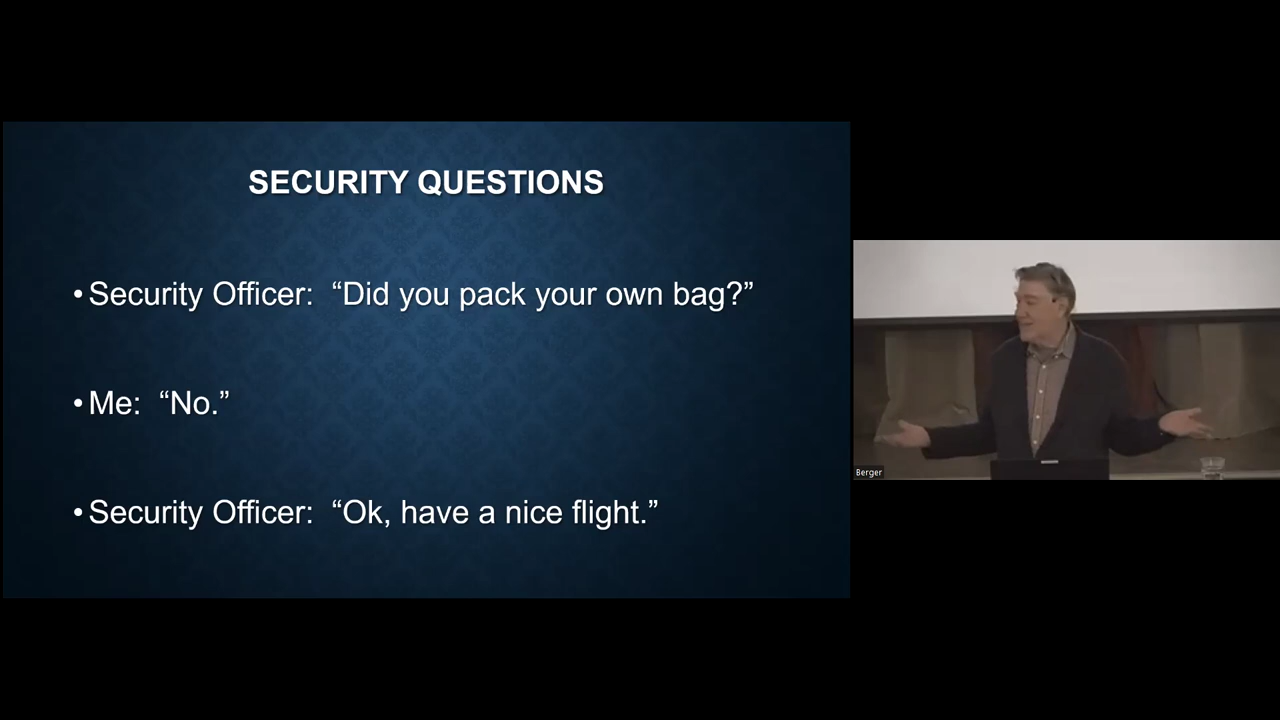 SECURITY QUESTIONS
• Security Officer:  “Did you pack your own bag?”
• Me:  “No.”
• Security Officer:  “Ok, have a nice flight.”
Berger